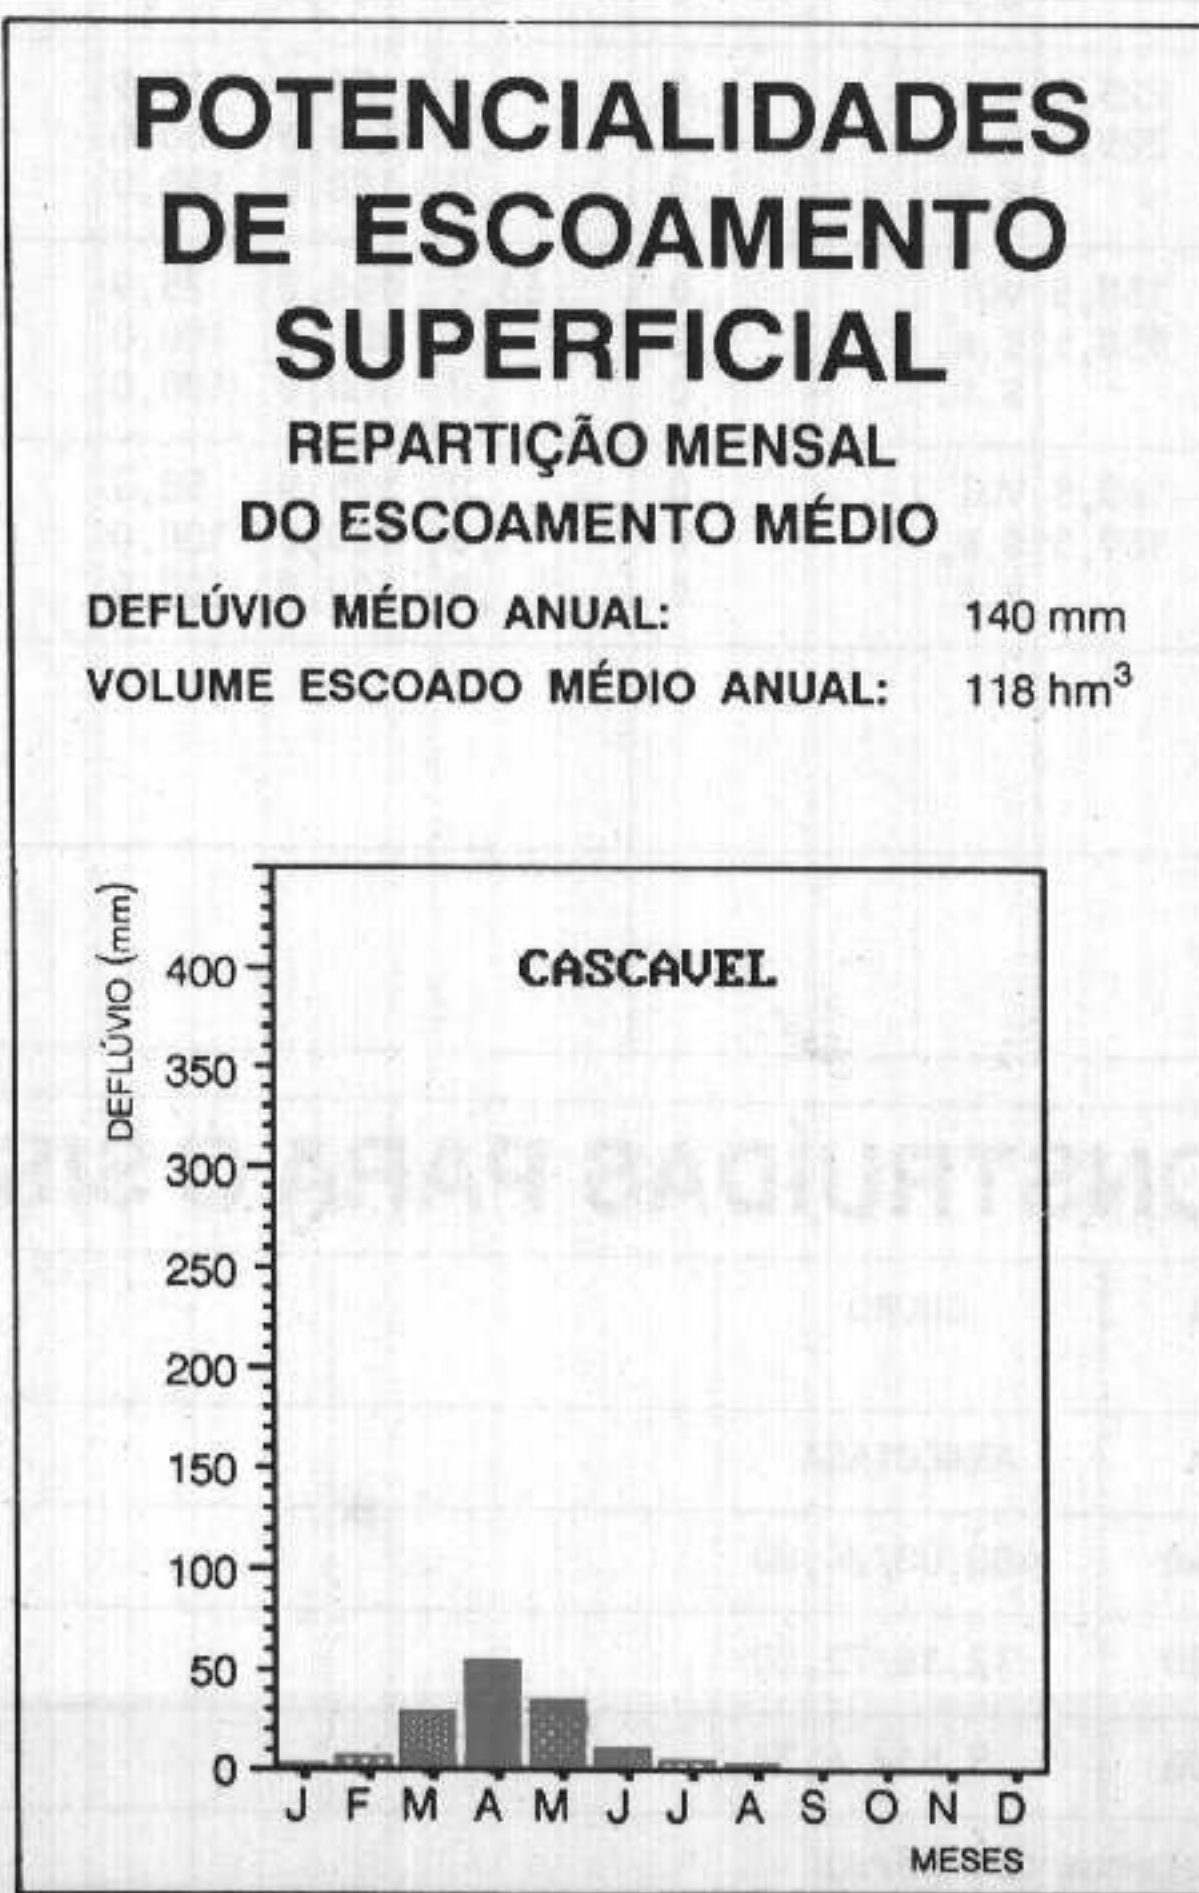 POTENCIALIDADES
DE ESCOAMENTO
SUPERFICIAL
REPARTIÇÃO MENSAL
DO ESCOAMENTO MÉDIO
DEFLÚVIO MÉDIO ANUAL: 140 mm
VOLUME ESCOADO MÉDIO ANUAL: 118 hm³
CASCAVEL
DEFLÚVIO (mm)
400
350
300
250
200
150
100
50
0
J F M A M J J A S O N D
MESES